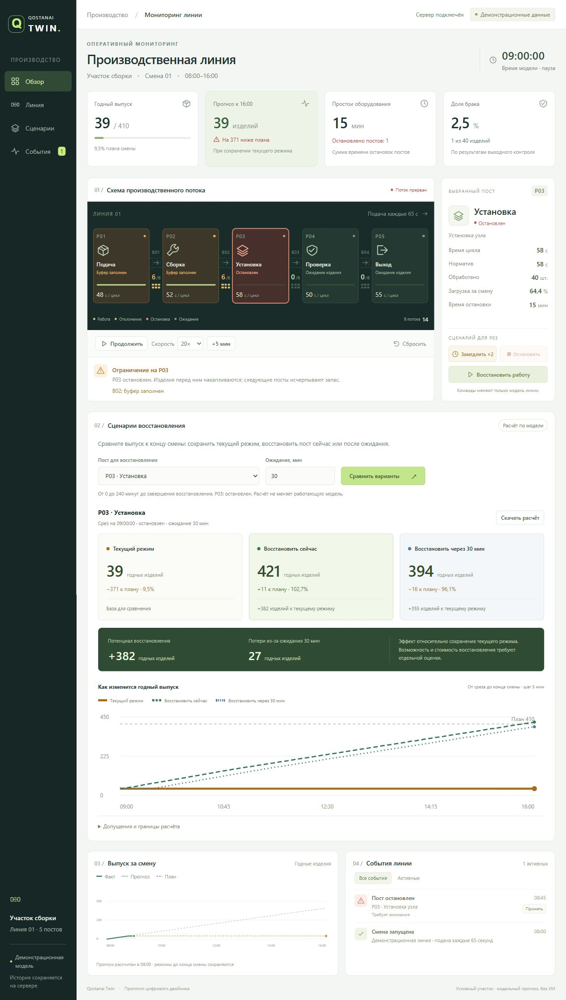 QOSTANAI
Q TWIN.
ПРОИЗВОДСТВО
Обзор
Линия
Сценарии
События 1
Участок сборки
Линия 01 · 5 постов
Демонстрационная
модель
История сохраняется
на сервере
Производство / Мониторинг линии
Сервер подключён
Демонстрационные данные
ОПЕРАТИВНЫЙ МОНИТОРИНГ
Производственная линия
Участок сборки • Смена 01 • 08:00–16:00
09:00:00
Время модели · пауза
Годный выпуск
39 / 410
9,5% плана смены
Прогноз к 16:00
39 изделий
На 371 ниже плана
При сохранении текущего режима
Простои оборудования
15 мин
Остановлено постов: 1
Сумма времени остановок постов
Доля брака
2,5 %
1 из 40 изделий
По результатам выходного контроля
01 / Схема производственного потока
Поток прерван
ЛИНИЯ 01
Подача каждые 65 с →
P01
Подача
Буфер заполнен
48 с / цикл
B01
→
6/6
P02
Сборка
Буфер заполнен
52 с / цикл
B02
→
6/6
P03
Установка
Остановлен
58 с / цикл
B03
→
0/6
P04
Проверка
Ожидание изделия
50 с / цикл
B04
→
0/6
P05
Выход
Ожидание изделия
55 с / цикл
Работа Отклонение Остановка Ожидание
В потоке 14
Продолжить Скорость 20× +5 мин Сбросить
Ограничение на P03
P03 остановлен. Изделия перед ним накапливаются; следующие посты исчерпывают запас.
B02: буфер заполнен
ВЫБРАННЫЙ ПОСТ P03
Установка
Остановлен
Установка узла
Время цикла 58 с
Норматив 58 с
Обработано 40 шт.
Загрузка за смену 64,4 %
Время остановки 15 мин
СЦЕНАРИЙ ДЛЯ P03
Замедлить ×2 Остановить
Восстановить работу
Команды меняют только модель линии.
02 / Сценарии восстановления
Расчёт по модели
Сравните выпуск к концу смены: сохранить текущий режим, восстановить пост сейчас или после ожидания.
Пост для восстановления Ожидание, мин
P03 · Установка 30 Сравнить варианты ↗
От 0 до 240 минут до завершения восстановления. P03: остановлен. Расчёт не меняет работающую модель.
P03 · Установка
Срез на 09:00:00 · остановлен · ожидание 30 мин
Скачать расчёт
Текущий режим
39 годных изделий
−371 к плану · 9,5%
База для сравнения
Восстановить сейчас
421 годных изделий
+11 к плану · 102,7%
+382 изделий к текущему режиму
Восстановить через 30 мин
394 годных изделий
−16 к плану · 96,1%
+355 изделий к текущему режиму
Потенциал восстановления
+382 годных изделий
Потери из-за ожидания 30 мин
27 годных изделий
Эффект относительно сохранения текущего режима.
Возможность и стоимость восстановления требуют
отдельной оценки.
Как изменится годный выпуск
От среза до конца смены · шаг 5 мин
Текущий режим Восстановить сейчас Восстановить через 30 мин
450
План 410
225
0
09:00 10:45 12:30 14:15 16:00
Допущения и границы расчёта
03 / Выпуск за смену
Годные изделия
Факт Прогноз План
500
250
0
08:00 10:00 12:00 14:00 16:00
Прогноз рассчитан в 09:00 · режимы до конца смены сохраняются
04 / События линии
1 активных
Все события Активные
Пост остановлен 08:45
P03 · Установка узла
Требует внимания
Принять
Смена запущена 08:00
Демонстрационная линия · подача каждые 65 секунд
Qostanai Twin · Прототип цифрового двойника
Условный участок · модельный прогноз, без ИИ